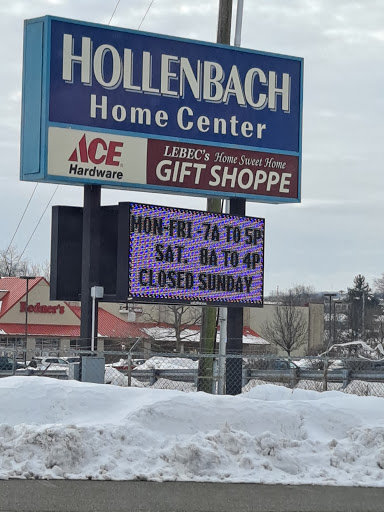 HOLLENBACH
Home Center
ACE
Hardware
LEBEC's Home Sweet Home
GIFT SHOPPE
MON-FRI -7A TO 5P
SAT. 8A TO 4P
CLOSED SUNDAY
Redner's